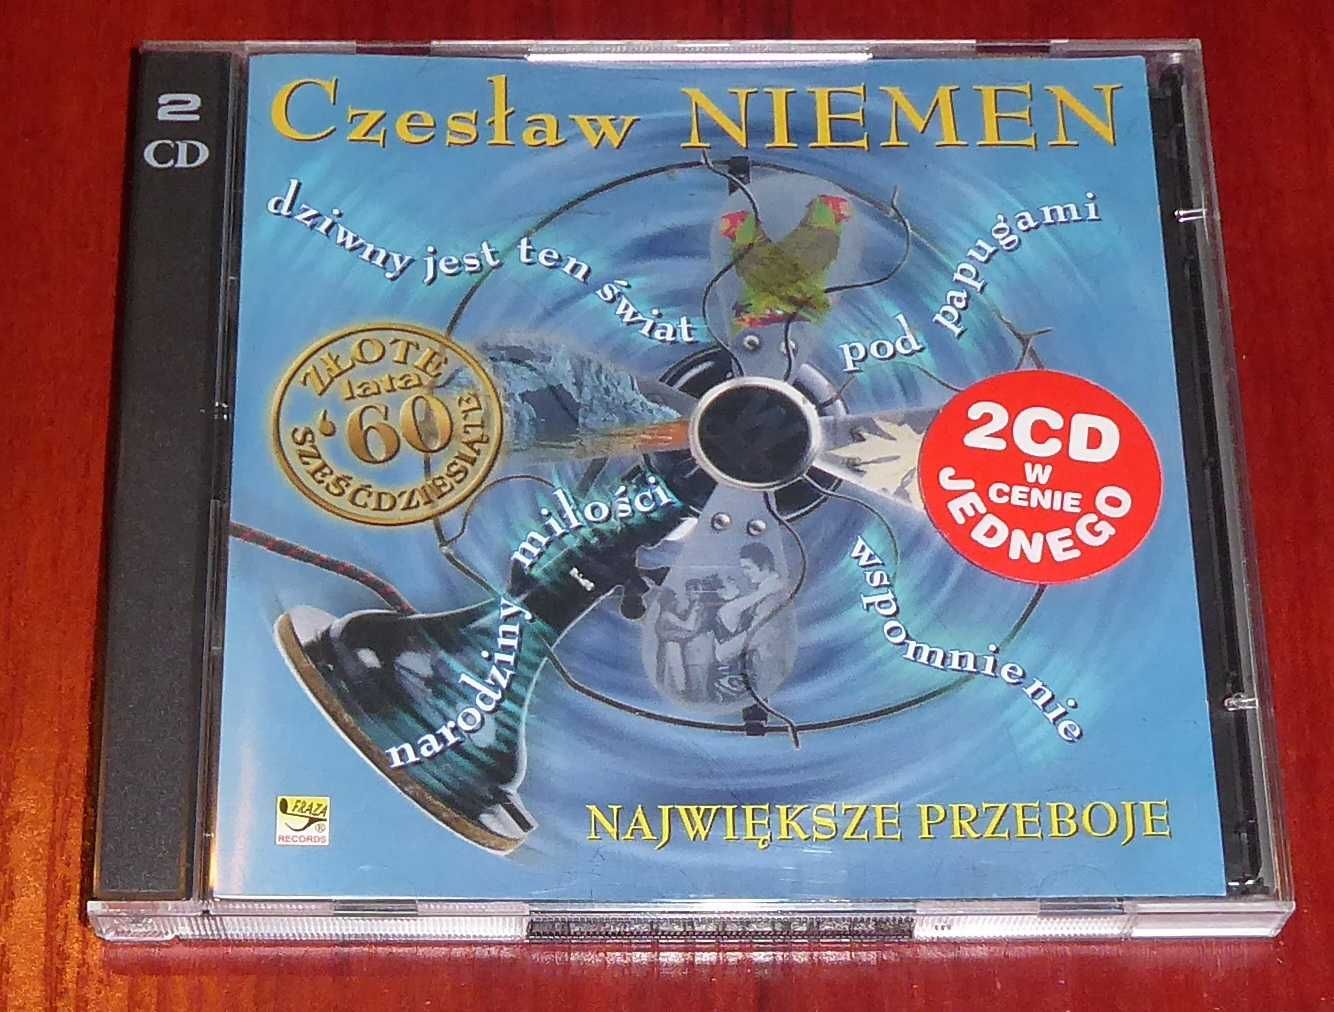 2
CD
Czesław NIEMEN
dziwny jest ten świat
pod papugami
ZŁOTE
lata
'60
SZEŚĆDZIESIĄTE
2CD
W
CENIE
JEDNEGO
narodziny miłości
wspomnienie
FRAZA
®
RECORDS
NAJWIĘKSZE PRZEBOJE